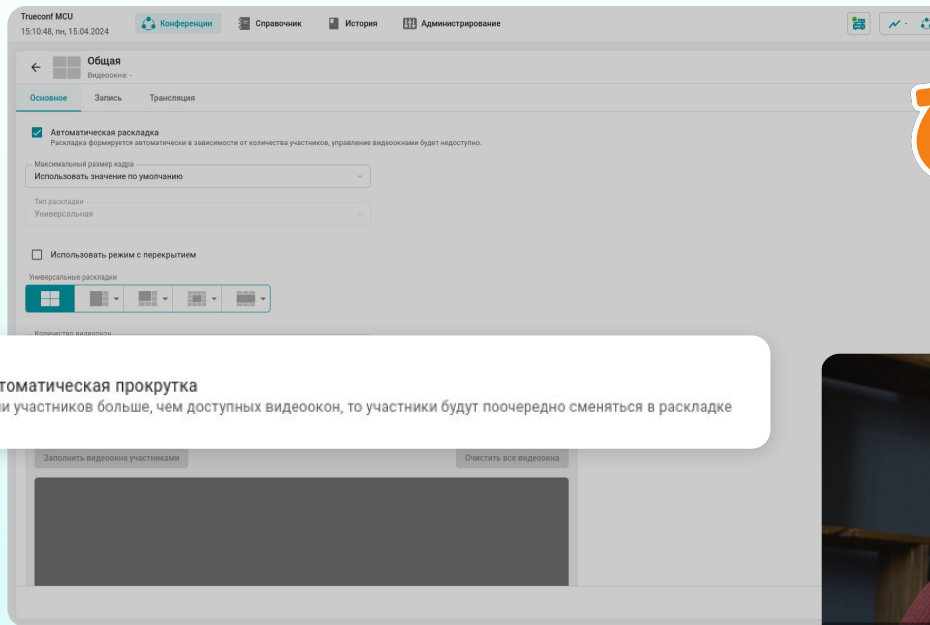 Trueconf MCU
15:10:48, пн, 15.04.2024
Конференции
Справочник
История
Администрирование
Общая
Видеоокна: -
Основное
Запись
Трансляция
Автоматическая раскладка
Раскладка формируется автоматически в зависимости от количества участников, управление видеоокнами будет недоступно.
Максимальный размер кадра
Использовать значение по умолчанию
Тип раскладки
Универсальная
Использовать режим с перекрытием
Универсальные раскладки
Количество видеоокон
томатическая прокрутка
и участников больше, чем доступных видеоокон, то участники будут поочередно сменяться в раскладке
Заполнить видеоокна участниками
Очистить все видеоокна